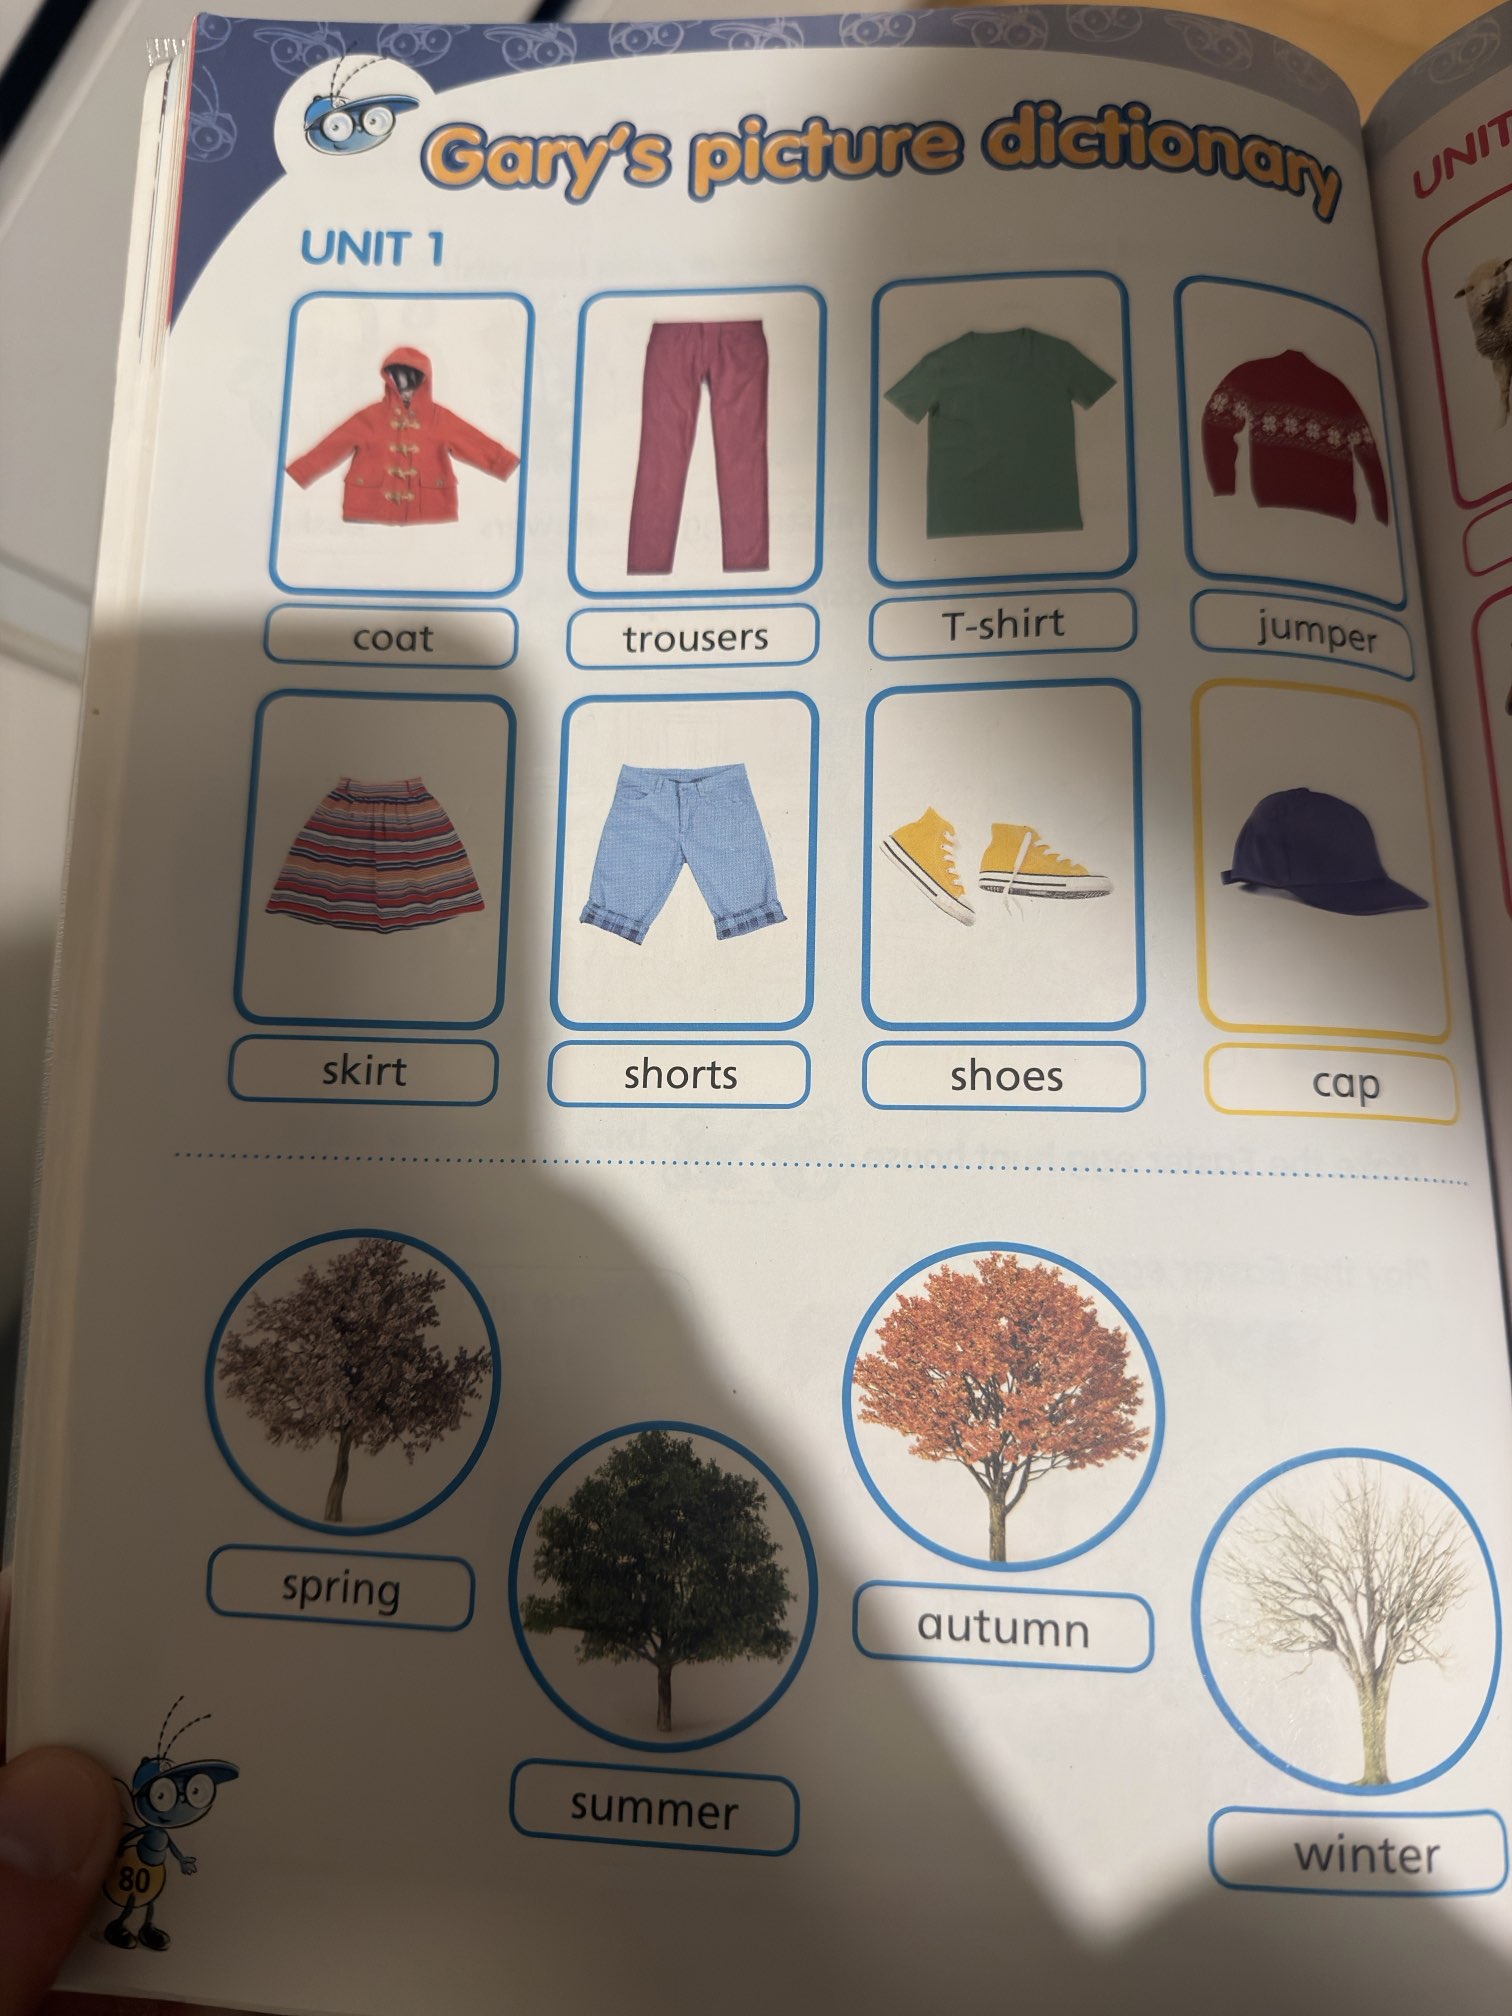 Gary's picture dictionary
UNIT
UNIT 1
coat trousers T-shirt jumper
skirt shorts shoes cap
spring
autumn
summer
winter
80